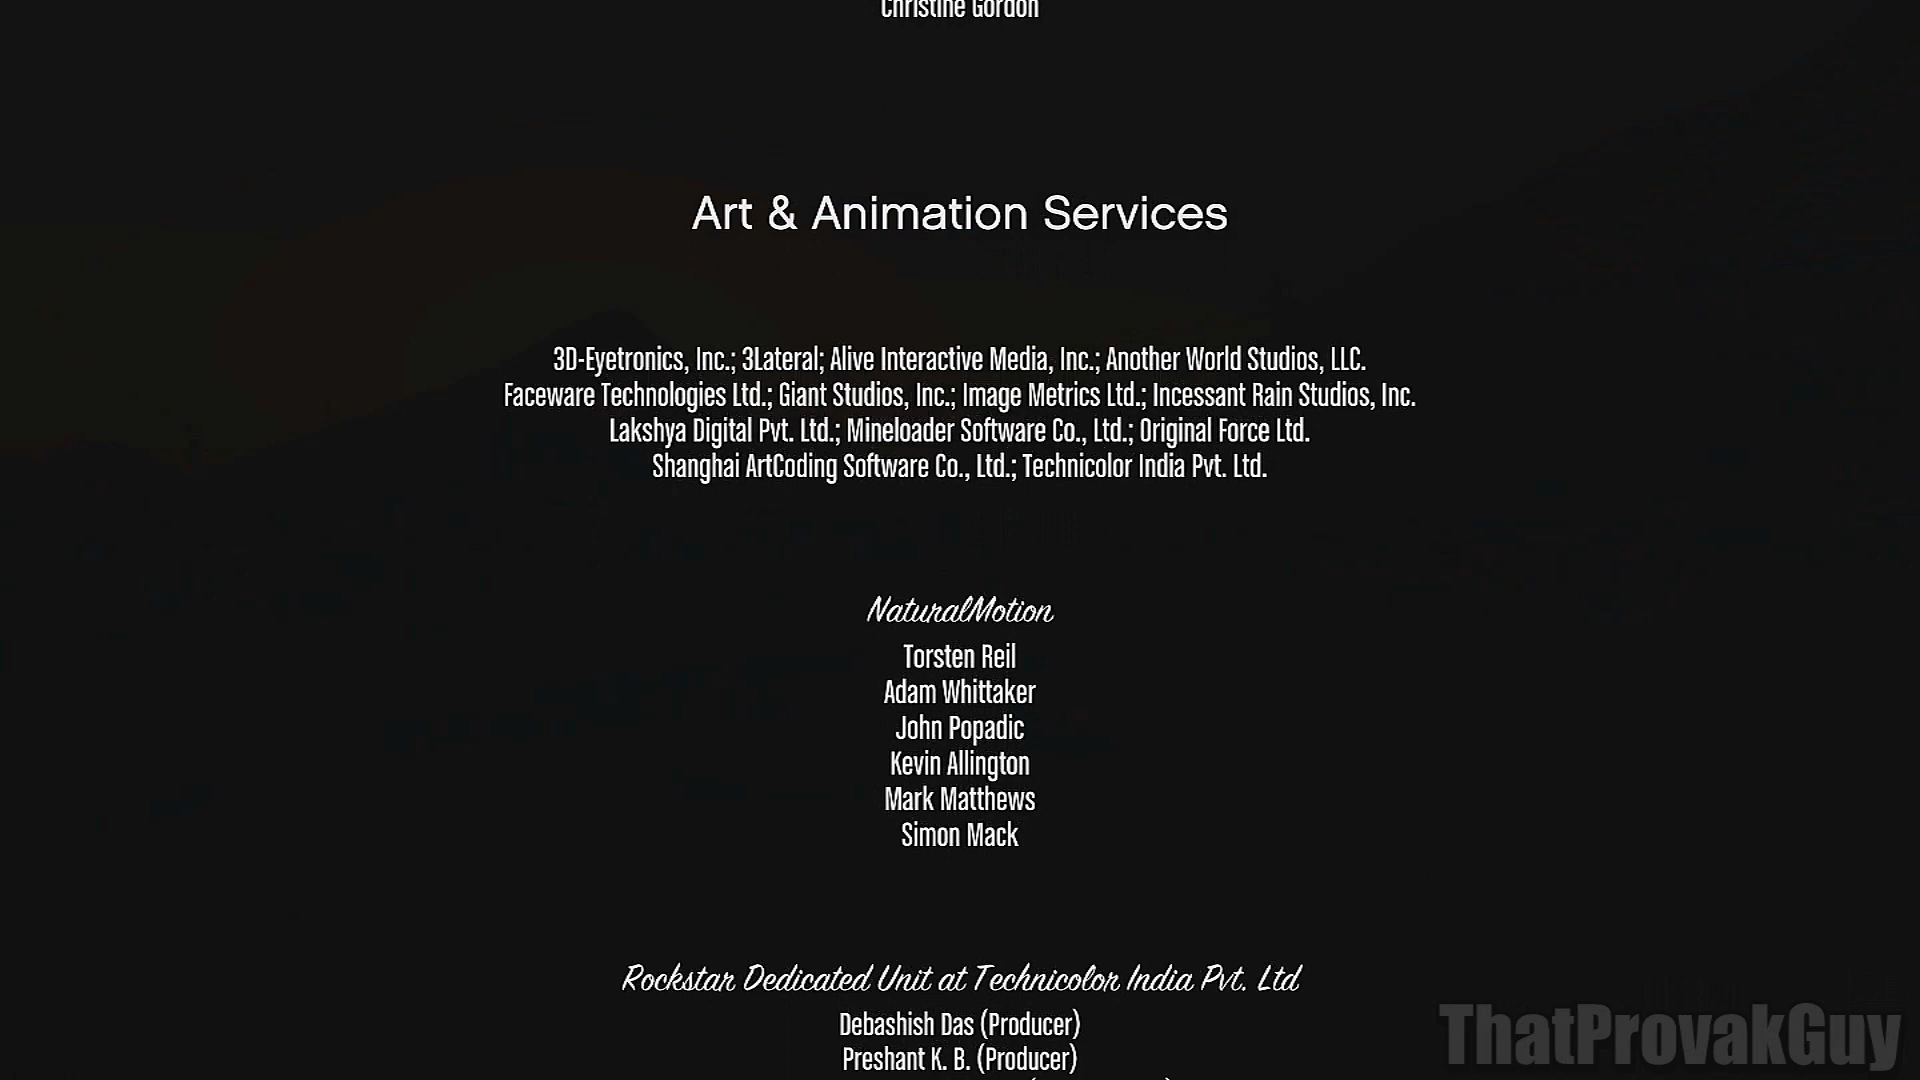 Christine Gordon
Art & Animation Services
3D-Eyetronics, Inc.; 3Lateral; Alive Interactive Media, Inc.; Another World Studios, LLC.
Faceware Technologies Ltd.; Giant Studios, Inc.; Image Metrics Ltd.; Incessant Rain Studios, Inc.
Lakshya Digital Pvt. Ltd.; Mineloader Software Co., Ltd.; Original Force Ltd.
Shanghai ArtCoding Software Co., Ltd.; Technicolor India Pvt. Ltd.
NaturalMotion
Torsten Reil
Adam Whittaker
John Popadic
Kevin Allington
Mark Matthews
Simon Mack
Rockstar Dedicated Unit at Technicolor India Pvt. Ltd
Debashish Das (Producer)
Preshant K. B. (Producer)
ThatProvakGuy